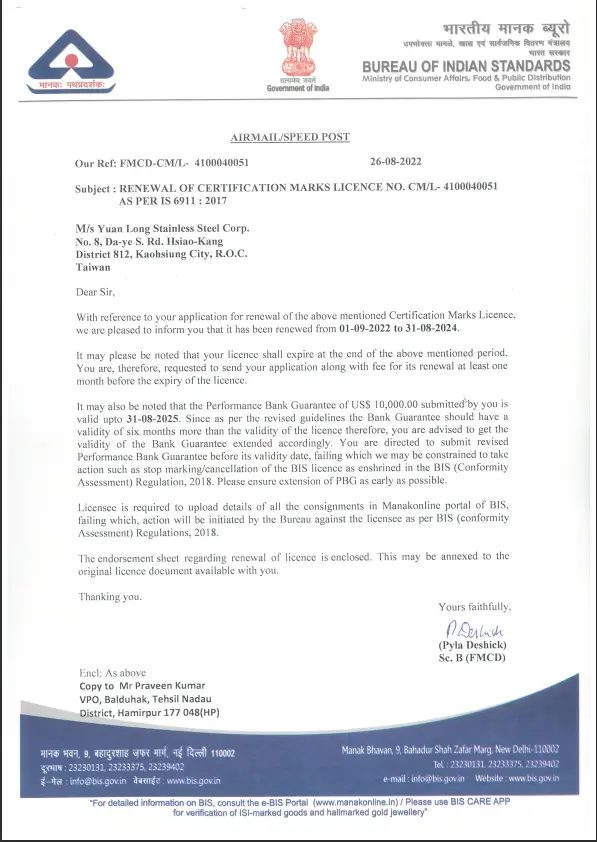 मानकः पथप्रदर्शकः
सत्यमेव जयते
Government of India
भारतीय मानक ब्यूरो
उपभोक्ता मामले, खाद्य एवं सार्वजनिक वितरण मंत्रालय
भारत सरकार
BUREAU OF INDIAN STANDARDS
Ministry of Consumer Affairs, Food & Public Distribution
Government of India
AIRMAIL/SPEED POST
Our Ref: FMCD-CM/L- 4100040051 26-08-2022
Subject : RENEWAL OF CERTIFICATION MARKS LICENCE NO. CM/L- 4100040051
AS PER IS 6911 : 2017
M/s Yuan Long Stainless Steel Corp.
No. 8, Da-ye S. Rd. Hsiao-Kang
District 812, Kaohsiung City, R.O.C.
Taiwan
Dear Sir,
With reference to your application for renewal of the above mentioned Certification Marks Licence,
we are pleased to inform you that it has been renewed from 01-09-2022 to 31-08-2024.
It may please be noted that your licence shall expire at the end of the above mentioned period.
You are, therefore, requested to send your application along with fee for its renewal at least one
month before the expiry of the licence.
It may also be noted that the Performance Bank Guarantee of US$ 10,000.00 submitted by you is
valid upto 31-08-2025. Since as per the revised guidelines the Bank Guarantee should have a
validity of six months more than the validity of the licence therefore, you are advised to get the
validity of the Bank Guarantee extended accordingly. You are directed to submit revised
Performance Bank Guarantee before its validity date, failing which we may be constrained to take
action such as stop marking/cancellation of the BIS licence as enshrined in the BIS (Conformity
Assessment) Regulation, 2018. Please ensure extension of PBG as early as possible.
Licensee is required to upload details of all the consignments in Manakonline portal of BIS,
failing which, action will be initiated by the Bureau against the licensee as per BIS (conformity
Assessment) Regulations, 2018.
The endorsement sheet regarding renewal of licence is enclosed. This may be annexed to the
original licence document available with you.
Thanking you.
Yours faithfully,
P. Deshick
(Pyla Deshick)
Sc. B (FMCD)
Encl: As above
Copy to Mr Praveen Kumar
VPO, Balduhak, Tehsil Nadau
District, Hamirpur 177 048(HP)
मानक भवन, 9, बहादुरशाह ज़फर मार्ग, नई दिल्ली 110002
दूरभाष : 23230131, 23233375, 23239402
ई-मेल : info@bis.gov.in वेबसाईट : www.bis.gov.in
Manak Bhavan, 9, Bahadur Shah Zafar Marg, New Delhi-110002
Tel. : 23230131, 23233375, 23239402
e-mail : info@bis.gov.in Website : www.bis.gov.in
"For detailed information on BIS, consult the e-BIS Portal (www.manakonline.in) / Please use BIS CARE APP
for verification of ISI-marked goods and hallmarked gold jewellery"